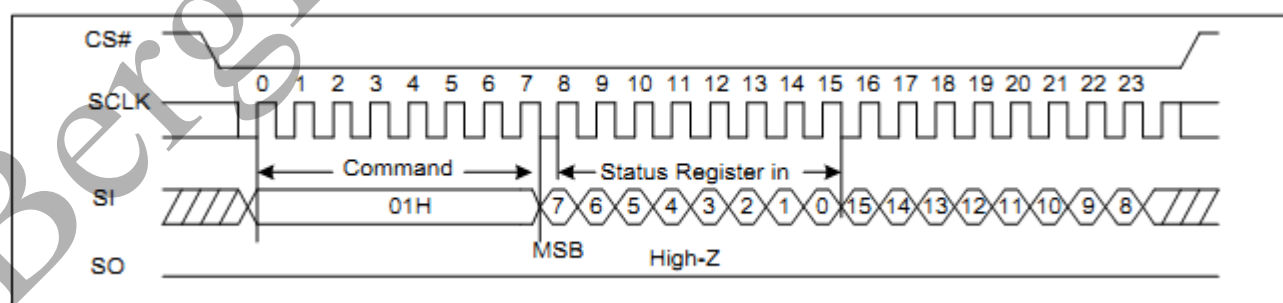 CS#
0 1 2 3 4 5 6 7 8 9 10 11 12 13 14 15 16 17 18 19 20 21 22 23
SCLK
Command Status Register in
SI 01H 7 6 5 4 3 2 1 0 15 14 13 12 11 10 9 8
MSB
SO High-Z
Bergi